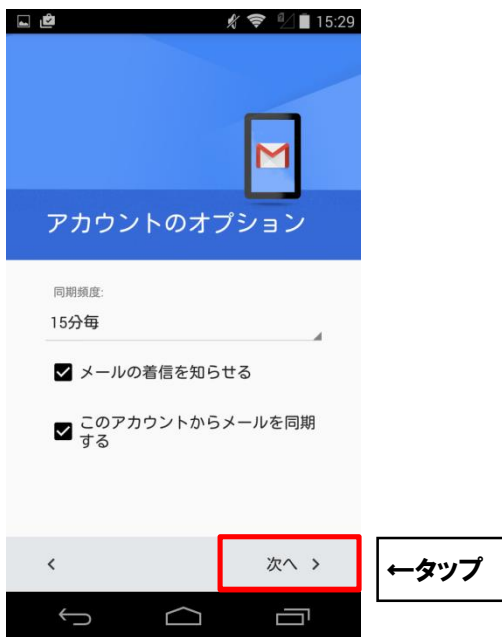 15:29
アカウントのオプション
同期頻度:
15分毎
メールの着信を知らせる
このアカウントからメールを同期
する
次へ
←タップ